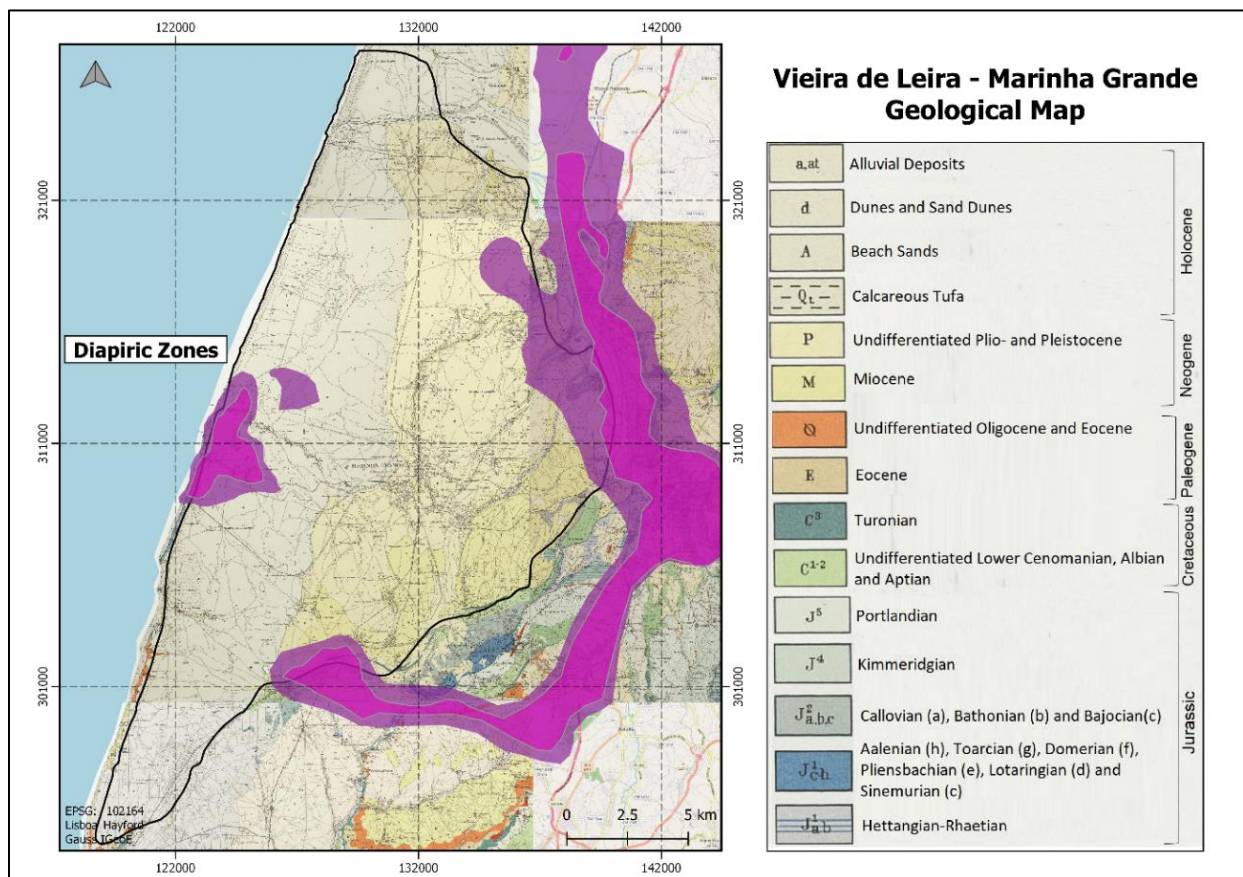 122000
132000
142000
321000
321000
311000
311000
301000
301000
Diapiric Zones
EPSG: 102164
Lisboa Hayford
Gauss IGeoE
0 2.5 5 km
122000
132000
142000
Vieira de Leira - Marinha Grande
Geological Map
a,at Alluvial Deposits
d Dunes and Sand Dunes
A Beach Sands
Qt Calcareous Tufa
Holocene
P Undifferentiated Plio- and Pleistocene
M Miocene
Neogene
Undifferentiated Oligocene and Eocene
E Eocene
Paleogene
C³ Turonian
C¹⁻² Undifferentiated Lower Cenomanian, Albian
and Aptian
Cretaceous
J⁵ Portlandian
J⁴ Kimmeridgian
J²a,b,c Callovian (a), Bathonian (b) and Bajocian(c)
J¹c-h Aalenian (h), Toarcian (g), Domerian (f),
Pliensbachian (e), Lotaringian (d) and
Sinemurian (c)
J¹a,b Hettangian-Rhaetian
Jurassic